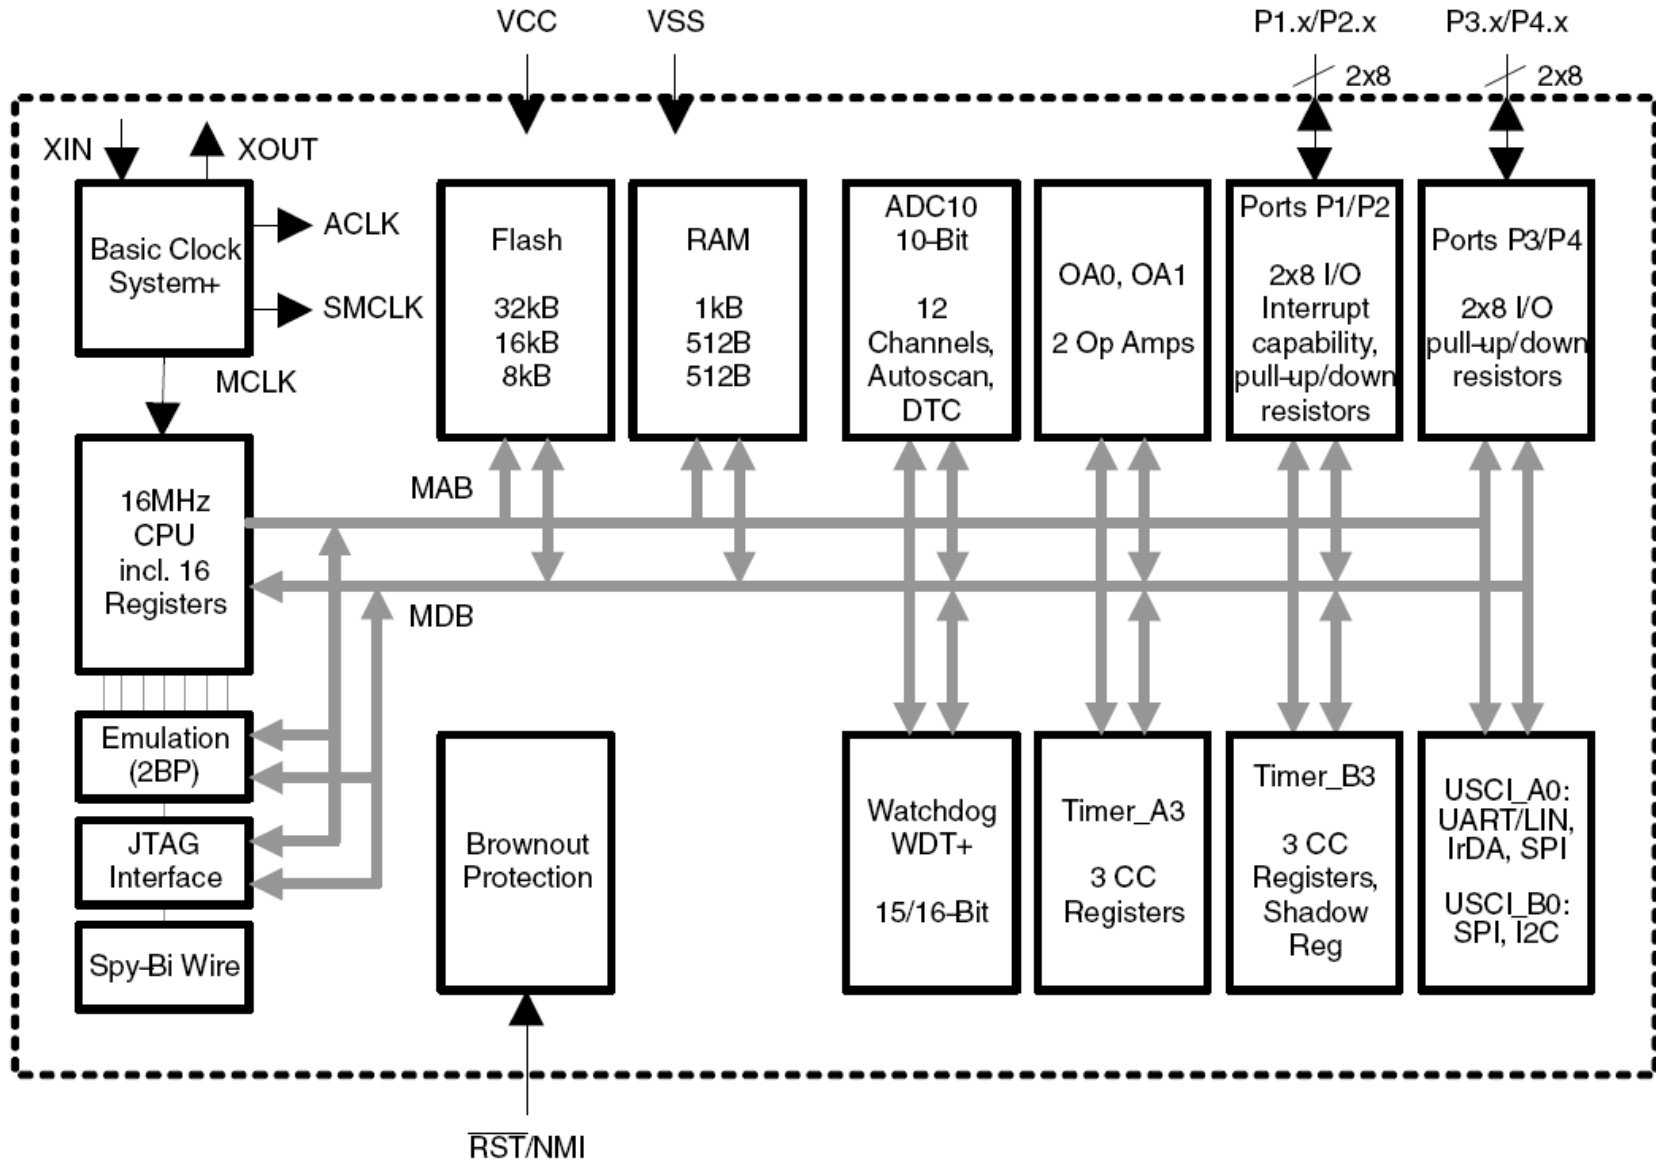 VCC
VSS
P1.x/P2.x
P3.x/P4.x
2x8
2x8
XIN
XOUT
Basic Clock
System+
ACLK
SMCLK
MCLK
Flash
32kB
16kB
8kB
RAM
1kB
512B
512B
ADC10
10-Bit
12
Channels,
Autoscan,
DTC
OA0, OA1
2 Op Amps
Ports P1/P2
2x8 I/O
Interrupt
capability,
pull-up/down
resistors
Ports P3/P4
2x8 I/O
pull-up/down
resistors
16MHz
CPU
incl. 16
Registers
MAB
MDB
Emulation
(2BP)
JTAG
Interface
Spy-Bi Wire
Brownout
Protection
Watchdog
WDT+
15/16-Bit
Timer_A3
3 CC
Registers
Timer_B3
3 CC
Registers,
Shadow
Reg
USCI_A0:
UART/LIN,
IrDA, SPI
USCI_B0:
SPI, I2C
RST/NMI